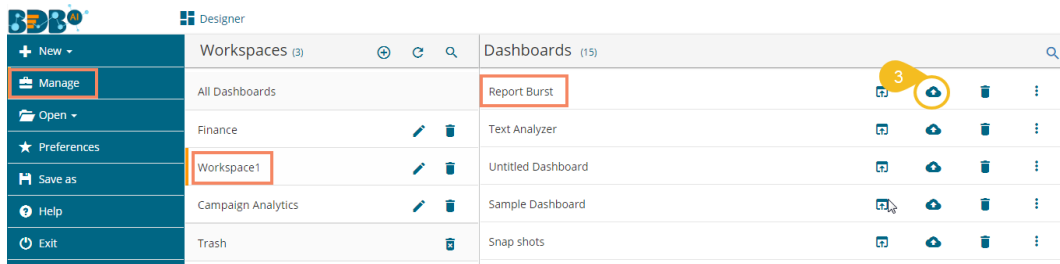 BDB AI
Designer
New
Manage
Open
Preferences
Save as
Help
Exit
Workspaces (3)
All Dashboards
Finance
Workspace1
Campaign Analytics
Trash
Dashboards (15)
3
Report Burst
Text Analyzer
Untitled Dashboard
Sample Dashboard
Snap shots